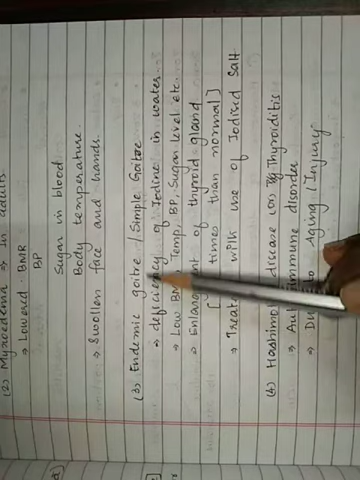 (2) Myxoedema → In adults
→ Lowered BMR
BP
Sugar in blood
Body temperature
→ Swollen face and hands.
(3) Endemic goitre / Simple Goitre
→ deficiency of Iodine in water.
→ Low BMR, Temp, BP, Sugar level etc.
→ Enlargement of thyroid gland
[ times than normal]
→ Treat with use of Iodised Salt
(4) Hashimoto disease (or) Thyroiditis
→ Autoimmune disorder
→ Due to Aging / Injury